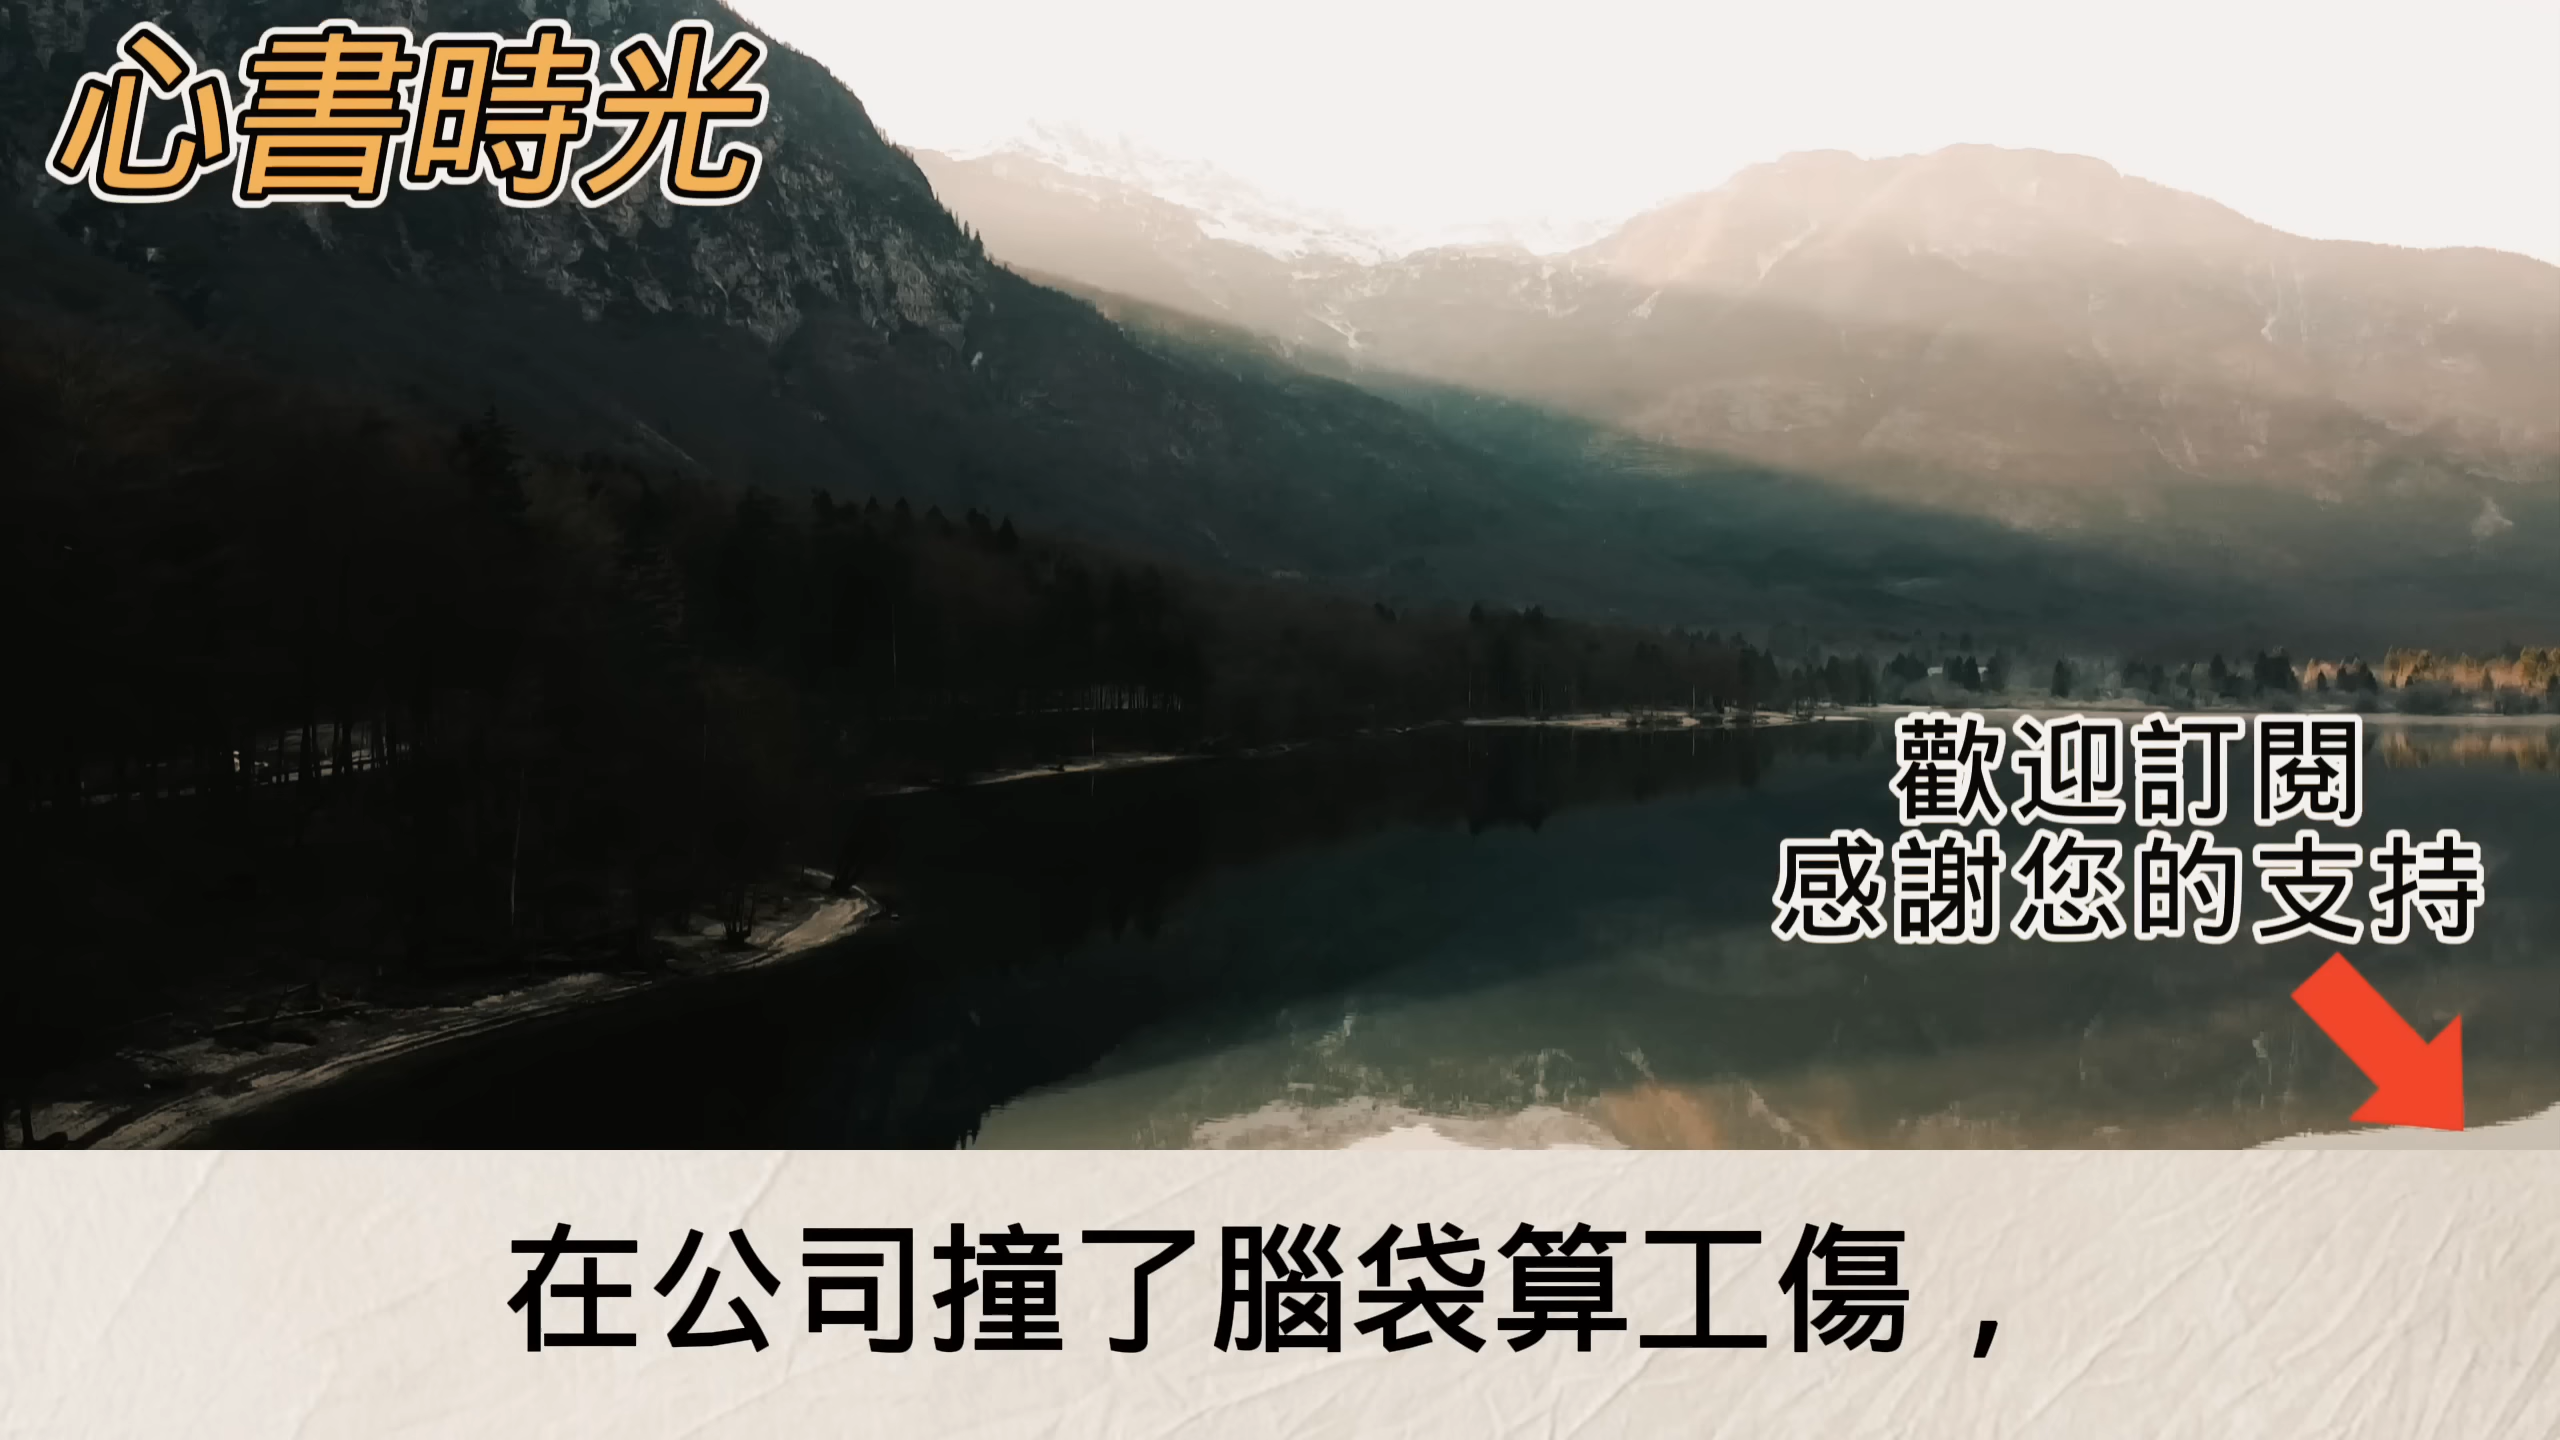 心書時光
歡迎訂閱
感謝您的支持
在公司撞了腦袋算工傷，